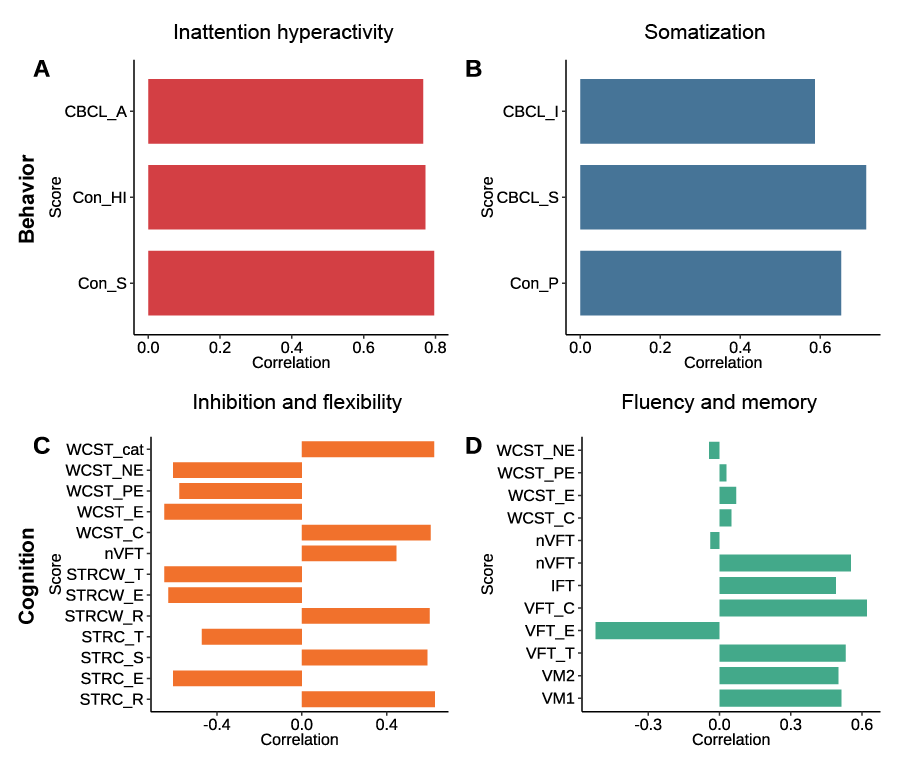 Inattention hyperactivity
Somatization
A
CBCL_A
Con_HI
Con_S
Score
Behavior
0.0 0.2 0.4 0.6 0.8
Correlation
B
CBCL_I
CBCL_S
Con_P
Score
0.0 0.2 0.4 0.6
Correlation
Inhibition and flexibility
Fluency and memory
C
WCST_cat
WCST_NE
WCST_PE
WCST_E
WCST_C
nVFT
STRCW_T
STRCW_E
STRCW_R
STRC_T
STRC_S
STRC_E
STRC_R
Score
Cognition
-0.4 0.0 0.4
Correlation
D
WCST_NE
WCST_PE
WCST_E
WCST_C
nVFT
nVFT
IFT
VFT_C
VFT_E
VFT_T
VM2
VM1
Score
-0.3 0.0 0.3 0.6
Correlation